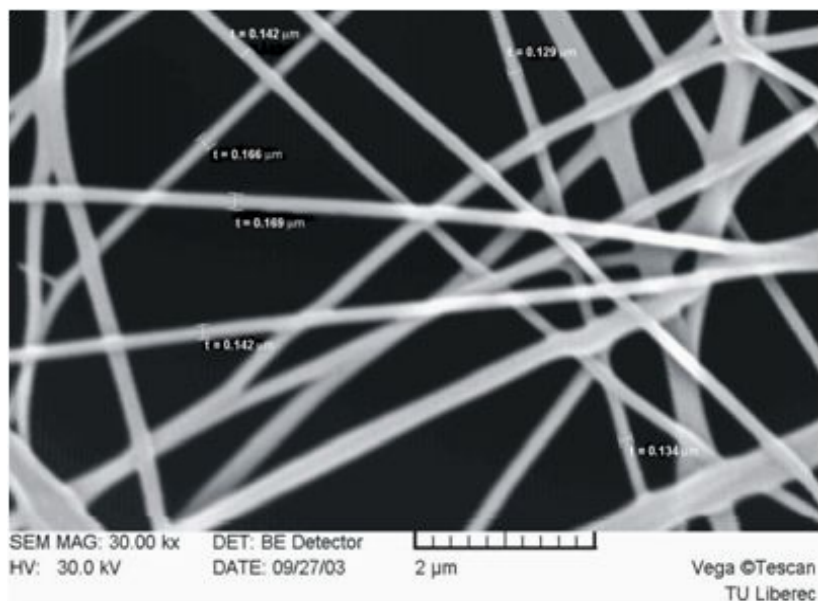 t = 0.142 μm
t = 0.129 μm
t = 0.166 μm
t = 0.169 μm
t = 0.142 μm
t = 0.134 μm
SEM MAG: 30.00 kx DET: BE Detector
HV: 30.0 kV DATE: 09/27/03 2 μm Vega ©Tescan
TU Liberec